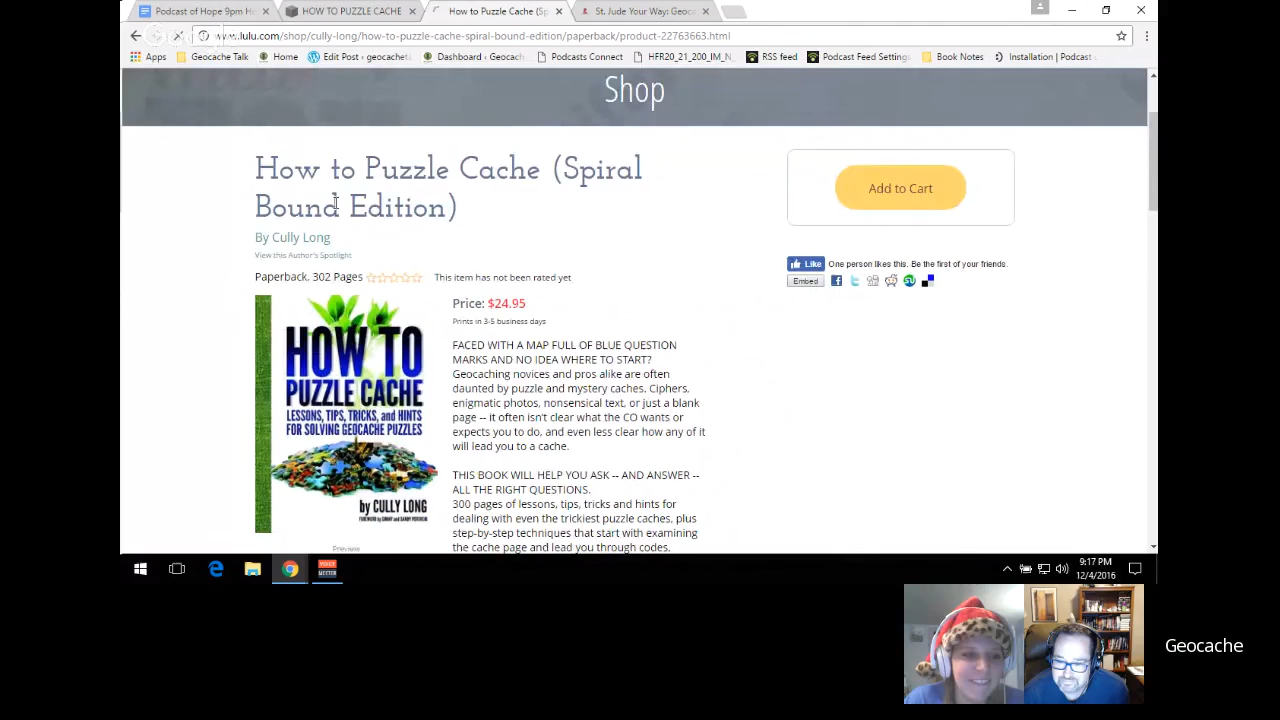 Podcast of Hope 9pm Ho
HOW TO PUZZLE CACHE
How to Puzzle Cache (Sp
St. Jude Your Way: Geoca
www.lulu.com/shop/cully-long/how-to-puzzle-cache-spiral-bound-edition/paperback/product-22763663.html
Apps
Geocache Talk
Home
Edit Post ‹ geocachet
Dashboard ‹ Geocach
Podcasts Connect
HFR20_21_200_IM_N_
RSS feed
Podcast Feed Setting
Book Notes
Installation | Podcast
Shop
How to Puzzle Cache (Spiral
Bound Edition)
By Cully Long
View this Author's Spotlight
Paperback, 302 Pages
This item has not been rated yet
Add to Cart
Like
One person likes this. Be the first of your friends.
Embed
HOW TO
PUZZLE CACHE
LESSONS, TIPS, TRICKS, and HINTS
FOR SOLVING GEOCACHE PUZZLES
by CULLY LONG
Preview
Price: $24.95
Prints in 3-5 business days
FACED WITH A MAP FULL OF BLUE QUESTION
MARKS AND NO IDEA WHERE TO START?
Geocaching novices and pros alike are often
daunted by puzzle and mystery caches. Ciphers,
enigmatic photos, nonsensical text, or just a blank
page -- it often isn't clear what the CO wants or
expects you to do, and even less clear how any of it
will lead you to a cache.
THIS BOOK WILL HELP YOU ASK -- AND ANSWER --
ALL THE RIGHT QUESTIONS.
300 pages of lessons, tips, tricks and hints for
dealing with even the trickiest puzzle caches, plus
step-by-step techniques that start with examining
the cache page and lead you through codes,
9:17 PM
12/4/2016
Geocache